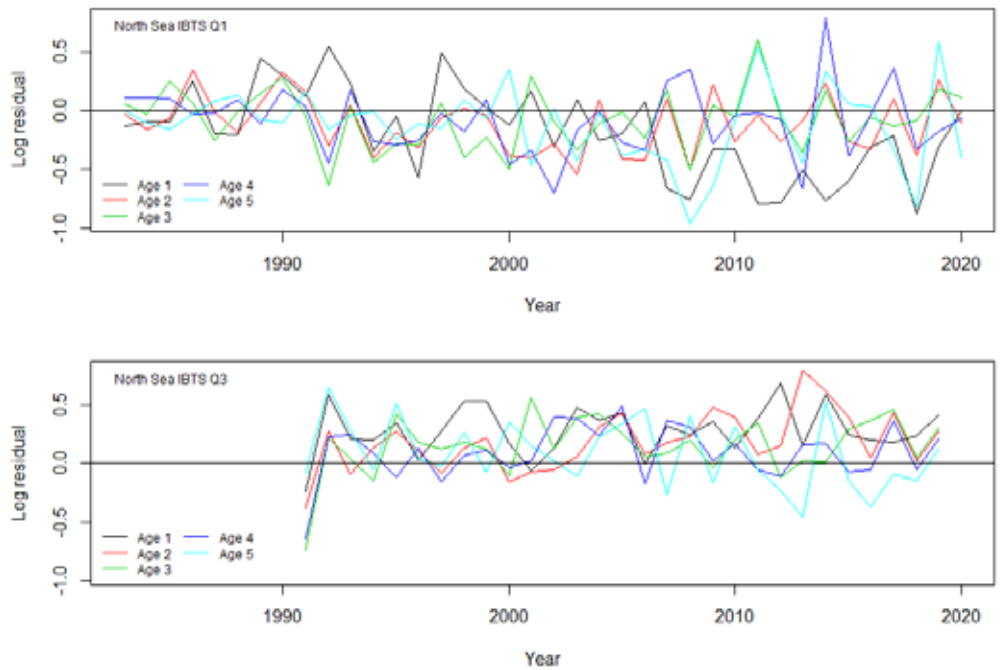 North Sea IBTS Q1
Log residual
0.5
0.0
-0.5
-1.0
Age 1 Age 4
Age 2 Age 5
Age 3
1990 2000 2010 2020
Year
North Sea IBTS Q3
Log residual
0.5
0.0
-0.5
-1.0
Age 1 Age 4
Age 2 Age 5
Age 3
1990 2000 2010 2020
Year